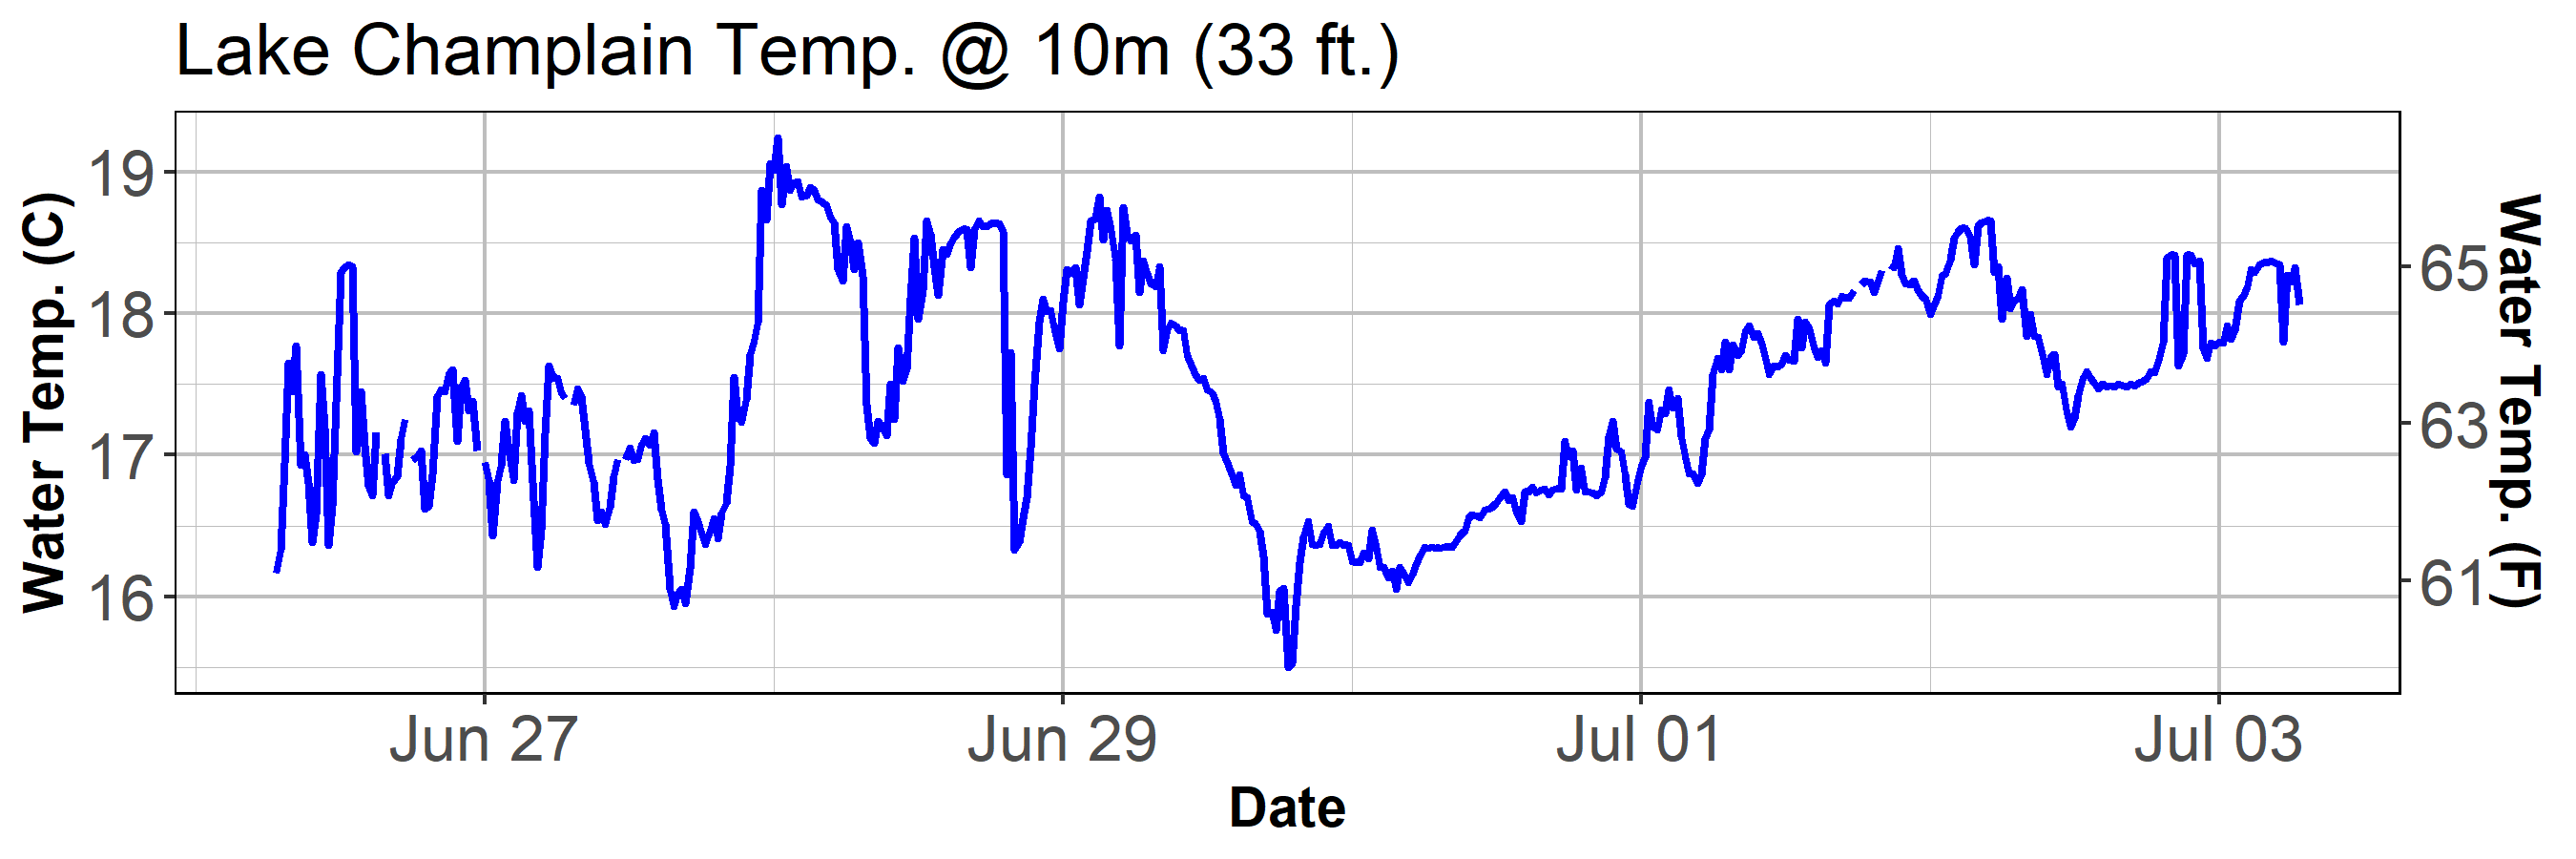 Lake Champlain Temp. @ 10m (33 ft.)
Water Temp. (C)
19
18
17
16
65
63
61
Water Temp. (F)
Jun 27
Jun 29
Jul 01
Jul 03
Date